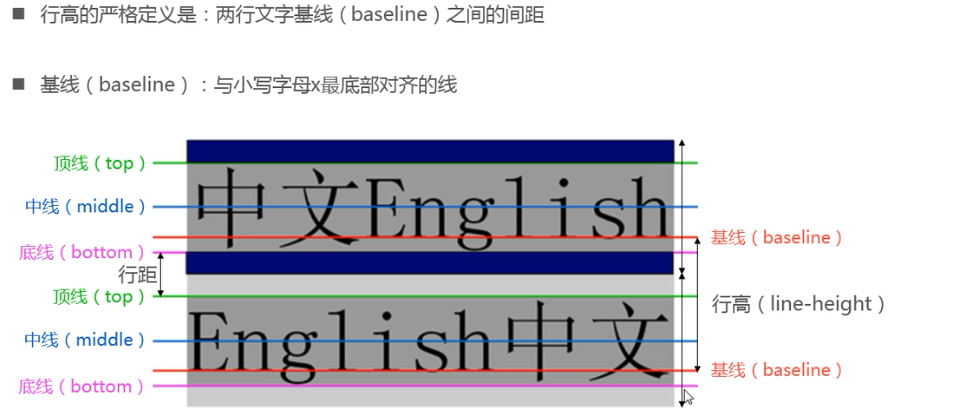 行高的严格定义是：两行文字基线（baseline）之间的间距
基线（baseline）：与小写字母x最底部对齐的线
顶线（top）
中文English
中线（middle）
基线（baseline）
底线（bottom）
行距
顶线（top）
行高（line-height）
English中文
中线（middle）
基线（baseline）
底线（bottom）